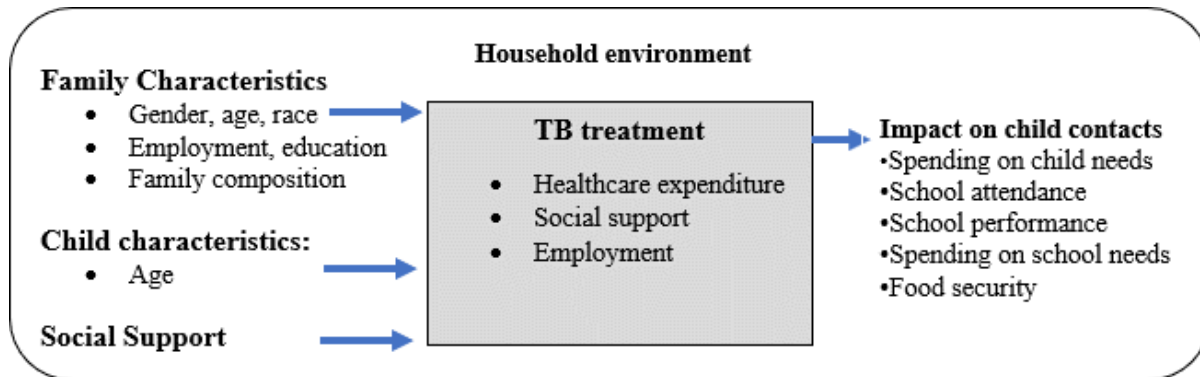 Household environment
Family Characteristics
• Gender, age, race
• Employment, education
• Family composition
Child characteristics:
• Age
Social Support
TB treatment
• Healthcare expenditure
• Social support
• Employment
Impact on child contacts
•Spending on child needs
•School attendance
•School performance
•Spending on school needs
•Food security